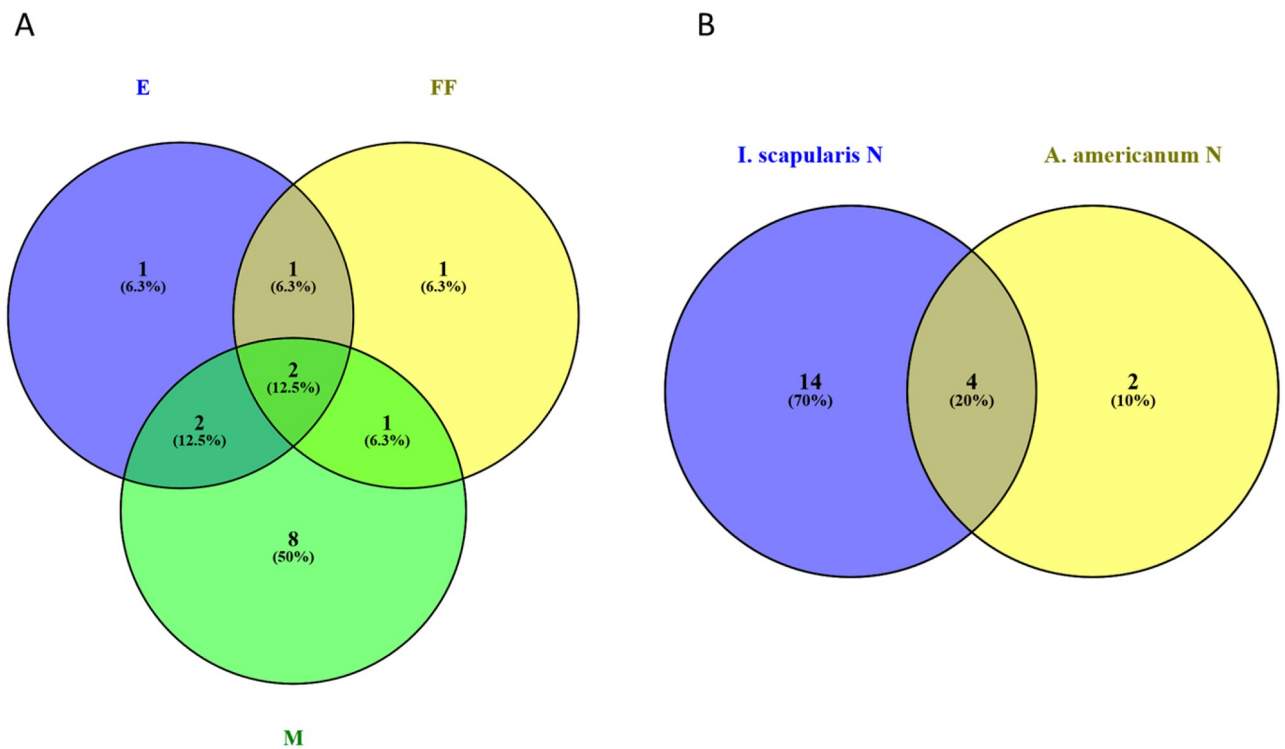 A
B
E
FF
I. scapularis N
A. americanum N
1
(6.3%)
1
(6.3%)
1
(6.3%)
2
(12.5%)
2
(12.5%)
1
(6.3%)
8
(50%)
M
14
(70%)
4
(20%)
2
(10%)